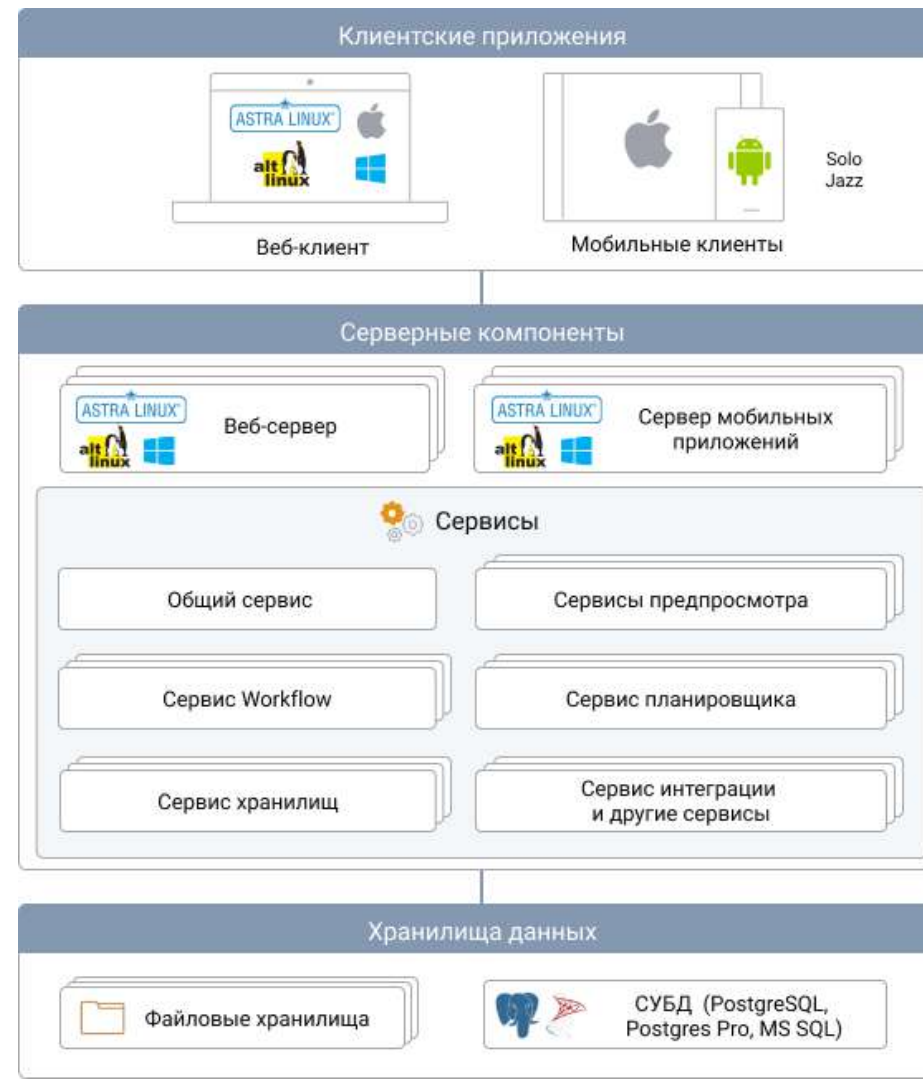 Клиентские приложения
ASTRA LINUX
alt linux
Solo
Jazz
Веб-клиент
Мобильные клиенты
Серверные компоненты
ASTRA LINUX
alt linux
Веб-сервер
ASTRA LINUX
alt linux
Сервер мобильных
приложений
Сервисы
Общий сервис
Сервисы предпросмотра
Сервис Workflow
Сервис планировщика
Сервис хранилищ
Сервис интеграции
и другие сервисы
Хранилища данных
Файловые хранилища
СУБД (PostgreSQL,
Postgres Pro, MS SQL)